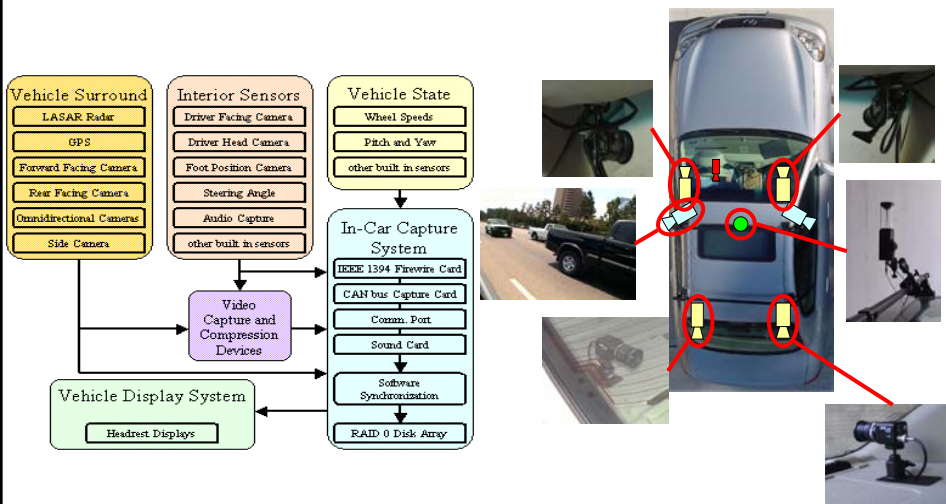 Vehicle Surround
LASAR Radar
GPS
Forward Facing Camera
Rear Facing Camera
Omnidirectional Cameras
Side Camera
Interior Sensors
Driver Facing Camera
Driver Head Camera
Foot Position Camera
Steering Angle
Audio Capture
other built in sensors
Vehicle State
Wheel Speeds
Pitch and Yaw
other built in sensors
In-Car Capture
System
IEEE 1394 Firewire Card
CAN bus Capture Card
Comm. Port
Sound Card
Software
Synchronization
RAID 0 Disk Array
Video
Capture and
Compression
Devices
Vehicle Display System
Headrest Displays